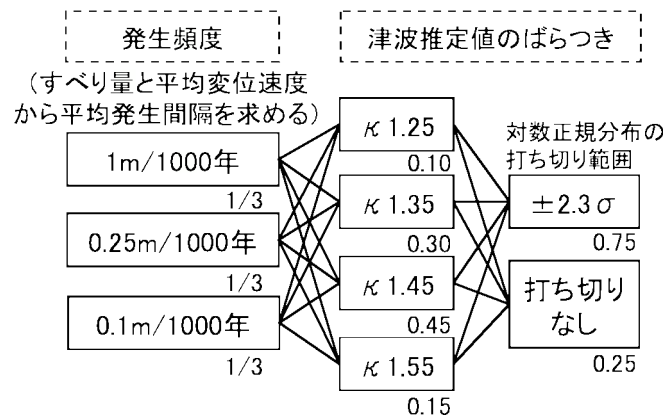 発生頻度
津波推定値のばらつき
(すべり量と平均変位速度
から平均発生間隔を求める)
1m/1000年
1/3
0.25m/1000年
1/3
0.1m/1000年
1/3
κ1.25
0.10
κ1.35
0.30
κ1.45
0.45
κ1.55
0.15
対数正規分布の
打ち切り範囲
±2.3σ
0.75
打ち切り
なし
0.25